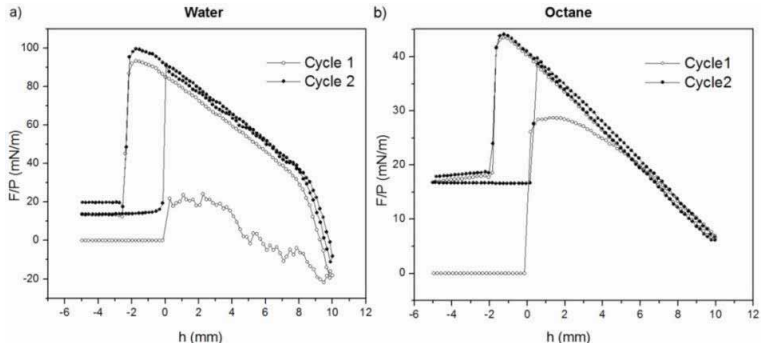 a)
Water
Cycle 1
Cycle 2
F/P (mN/m)
100
80
60
40
20
0
-20
-6 -4 -2 0 2 4 6 8 10 12
h (mm)
b)
Octane
Cycle1
Cycle2
F/P (mN/m)
40
30
20
10
0
-6 -4 -2 0 2 4 6 8 10 12
h (mm)